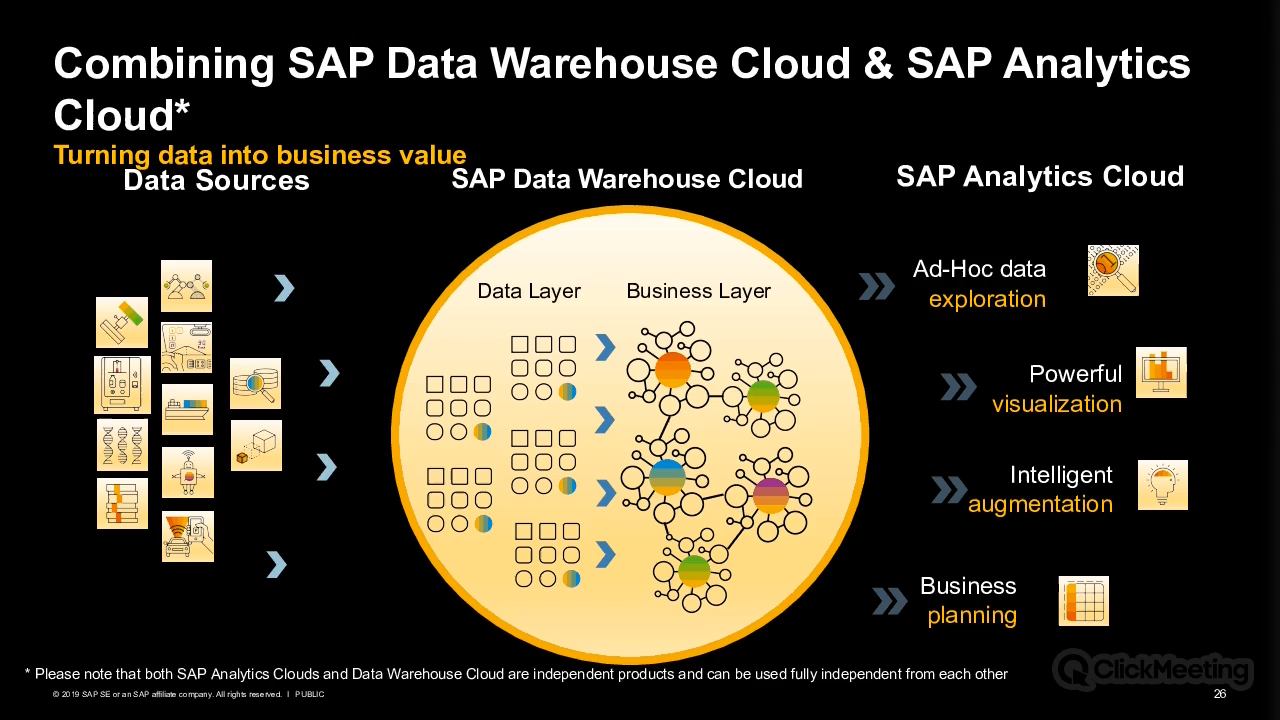 Combining SAP Data Warehouse Cloud & SAP Analytics
Cloud*
Turning data into business value
Data Sources
SAP Data Warehouse Cloud
SAP Analytics Cloud
Data Layer
Business Layer
Ad-Hoc data
exploration
Powerful
visualization
Intelligent
augmentation
Business
planning
* Please note that both SAP Analytics Clouds and Data Warehouse Cloud are independent products and can be used fully independent from each other
© 2019 SAP SE or an SAP affiliate company. All rights reserved. I PUBLIC
ClickMeeting
26